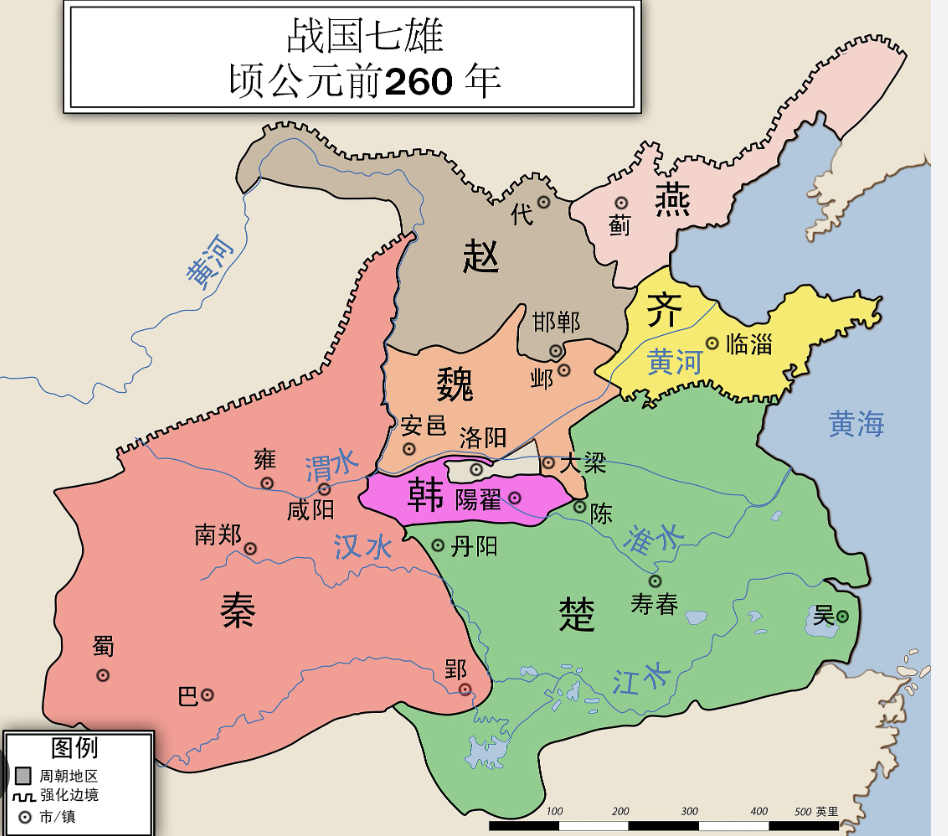 战国七雄
顷公元前260 年
燕
代
蓟
赵
黄河
齐
邯郸
临淄
黄河
邺
魏
黄海
安邑
洛阳
大梁
雍
渭水
韩
陽翟
咸阳
陈
南郑
汉水
丹阳
淮水
秦
楚
寿春
吴
蜀
郢
江水
巴
图例
周朝地区
强化边境
市/镇
100 200 300 400 500 英里